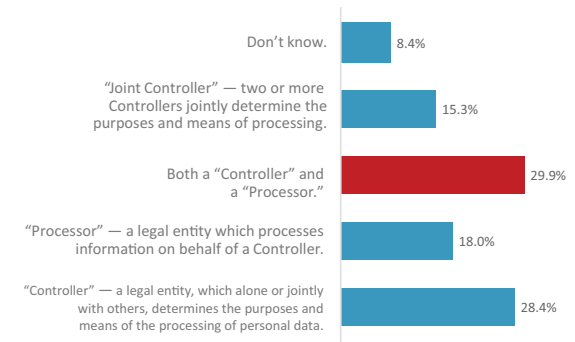 Don’t know.
8.4%
“Joint Controller” — two or more
Controllers jointly determine the
purposes and means of processing.
15.3%
Both a “Controller” and
a “Processor.”
29.9%
“Processor” — a legal entity which processes
information on behalf of a Controller.
18.0%
“Controller” — a legal entity, which alone or jointly
with others, determines the purposes and
means of the processing of personal data.
28.4%